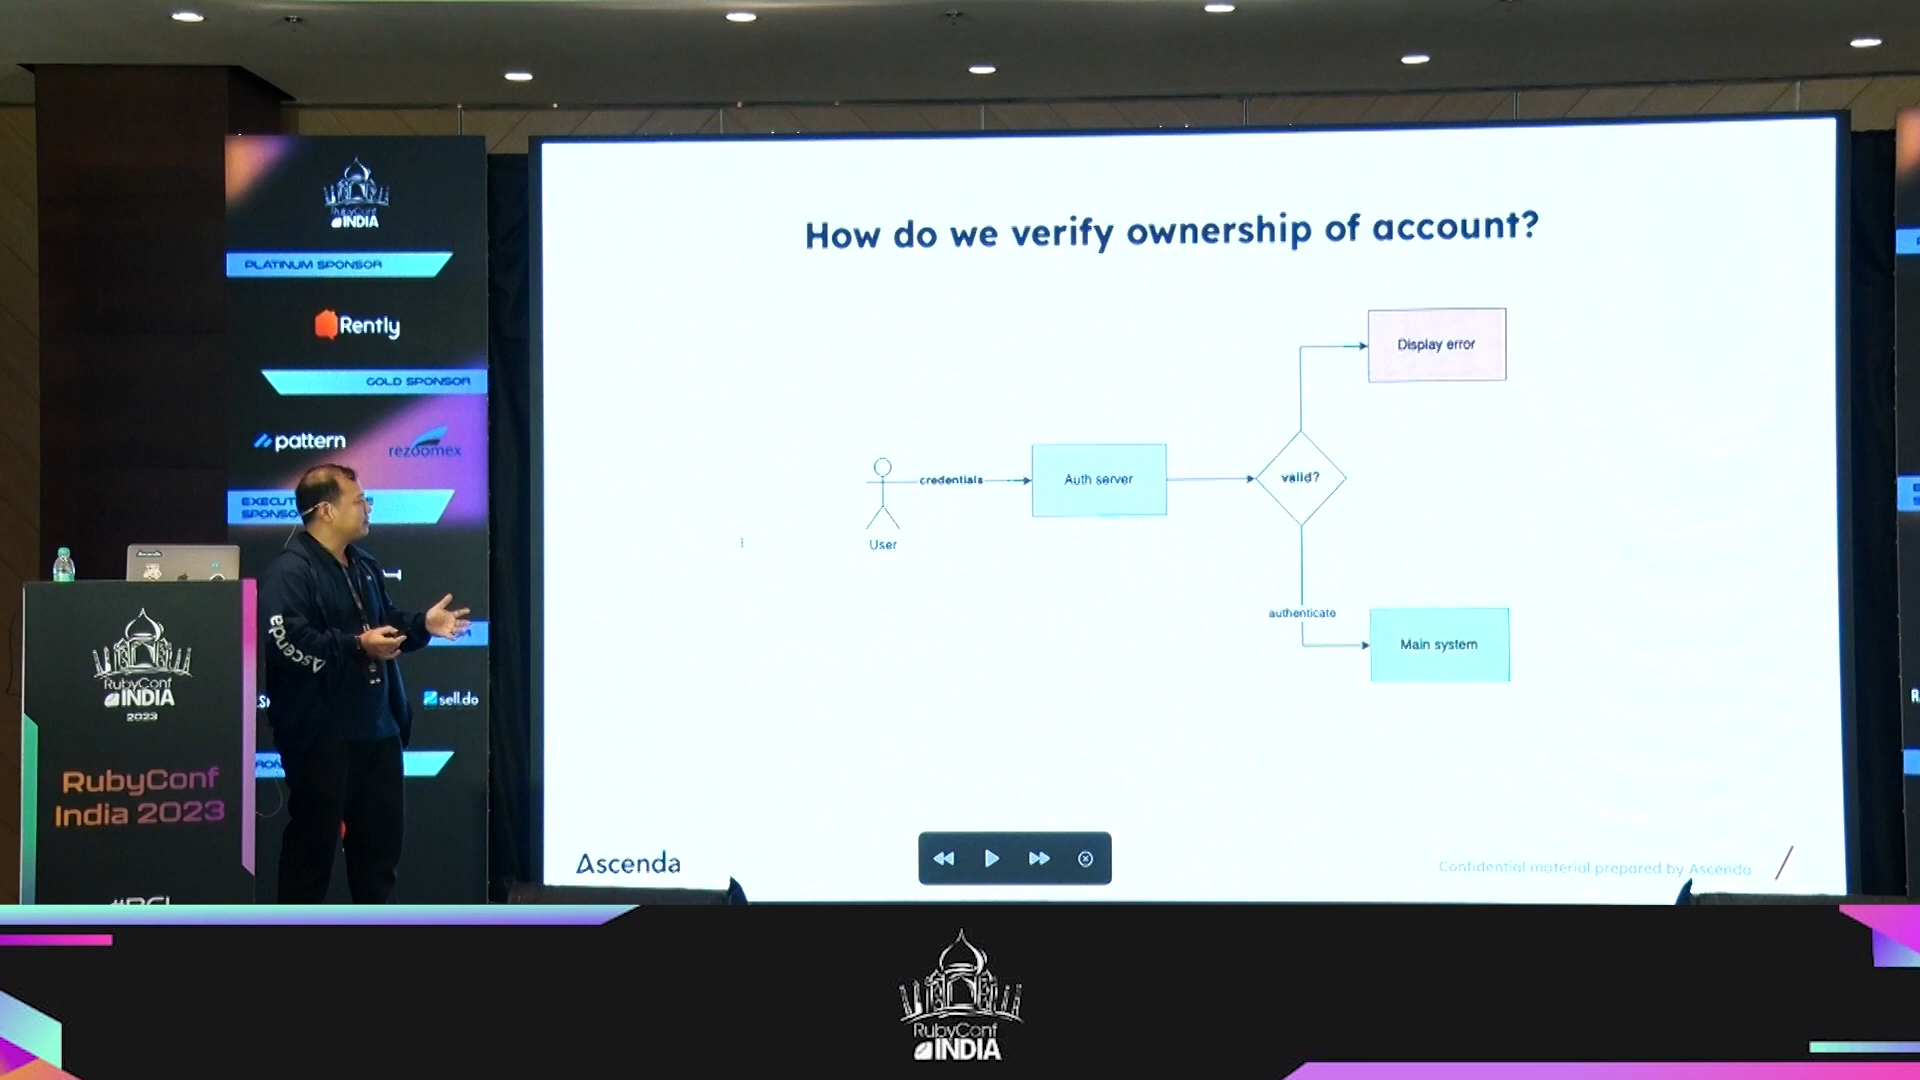 RubyConf
INDIA
PLATINUM SPONSOR
Rently
GOLD SPONSOR
pattern
rezoomex
SPONSO
sell.do
Ascenda
RubyConf
INDIA
2023
RubyConf
India 2023
How do we verify ownership of account?
Display error
credentials
Auth server
valid?
User
authenticate
Main system
Ascenda
Confidential material prepared by Ascenda
RubyConf
INDIA